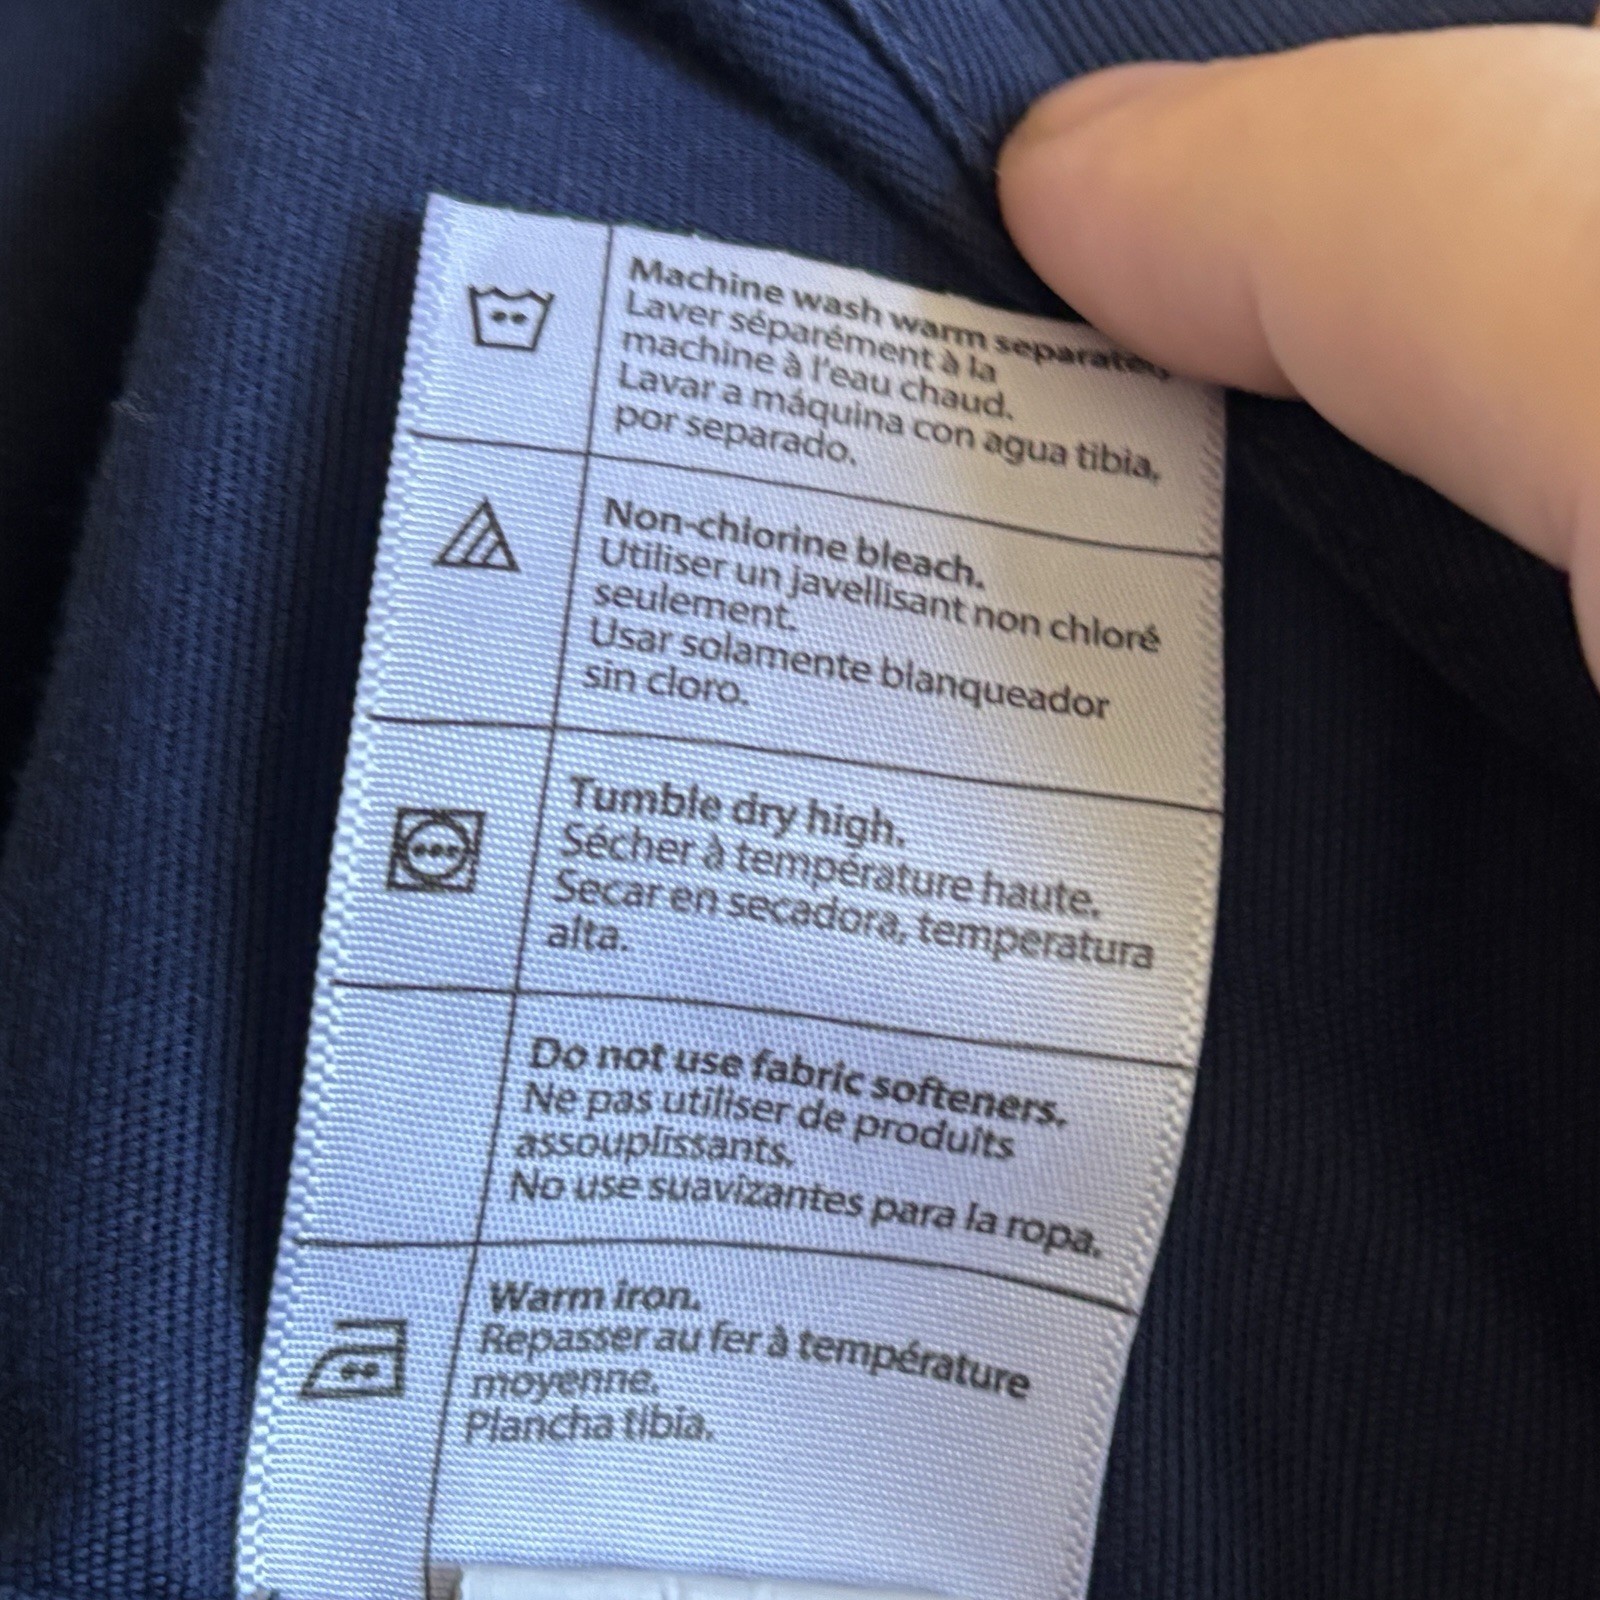 Machine wash warm separately
Laver séparément à la
machine à l'eau chaud.
Lavar a máquina con agua tibia,
por separado.
Non-chlorine bleach.
Utiliser un javellisant non chloré
seulement.
Usar solamente blanqueador
sin cloro.
Tumble dry high.
Sécher à température haute.
Secar en secadora, temperatura
alta.
Do not use fabric softeners.
Ne pas utiliser de produits
assouplissants.
No use suavizantes para la ropa.
Warm iron.
Repasser au fer à température
moyenne.
Plancha tibia.